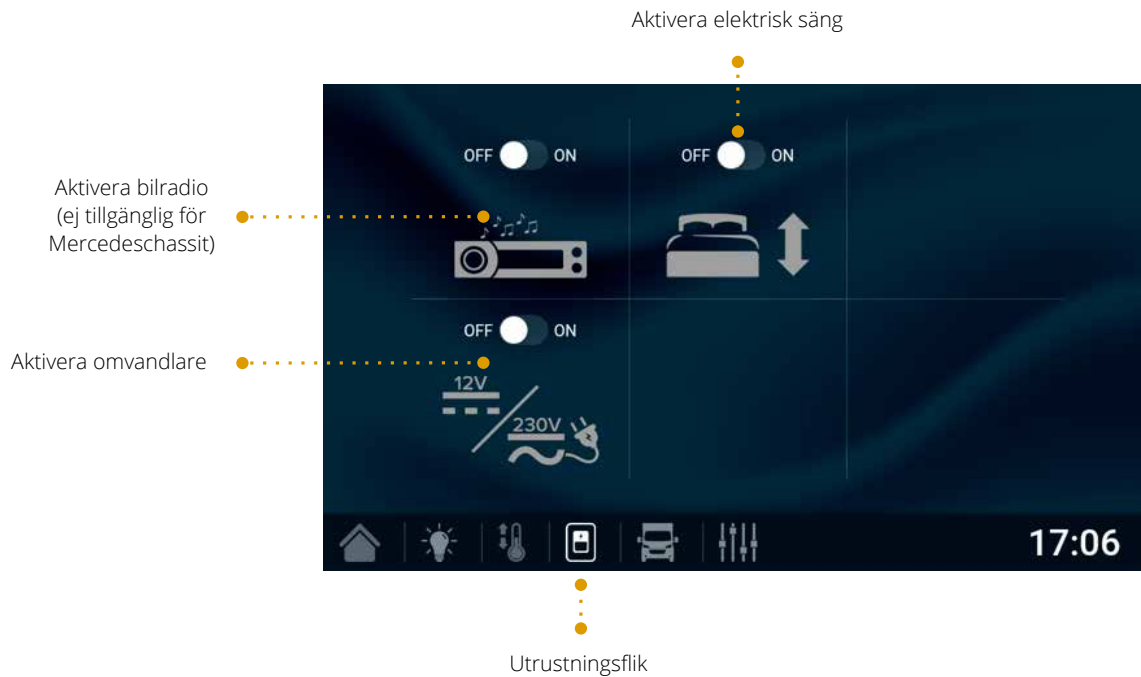 Aktivera elektrisk säng
OFF ON
OFF ON
Aktivera bilradio
(ej tillgänglig för
Mercedeschassit)
OFF ON
Aktivera omvandlare
12V
230V
17:06
Utrustningsflik